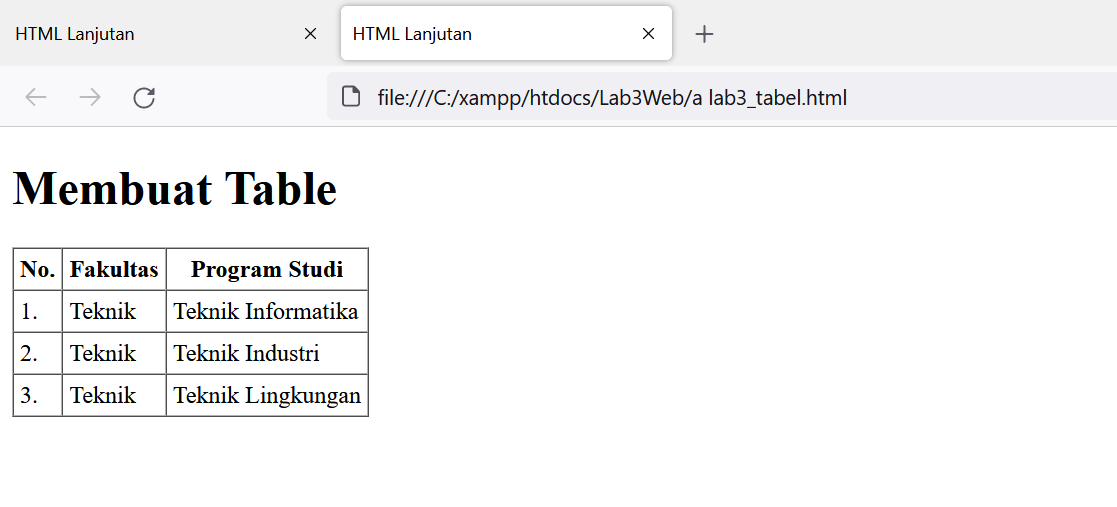 HTML Lanjutan HTML Lanjutan
file:///C:/xampp/htdocs/Lab3Web/a lab3_tabel.html
Membuat Table
No. Fakultas Program Studi
1. Teknik Teknik Informatika
2. Teknik Teknik Industri
3. Teknik Teknik Lingkungan